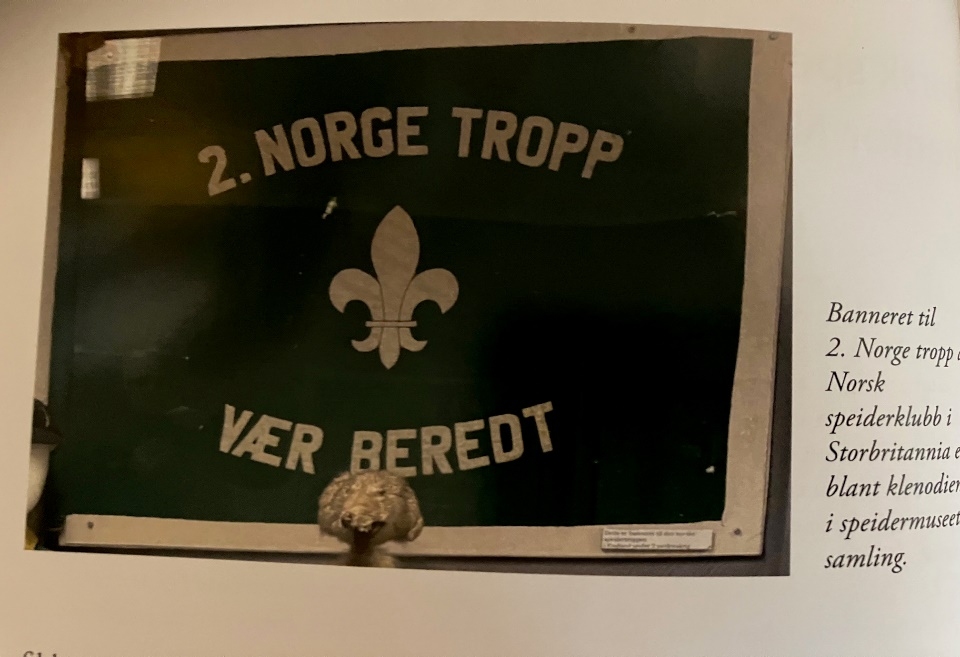 2. NORGE TROPP
VÆR BEREDT
Banneret til
2. Norge tropp
Norsk
speiderklubb i
Storbritannia
blant klenodier
i speidermuseet
samling.